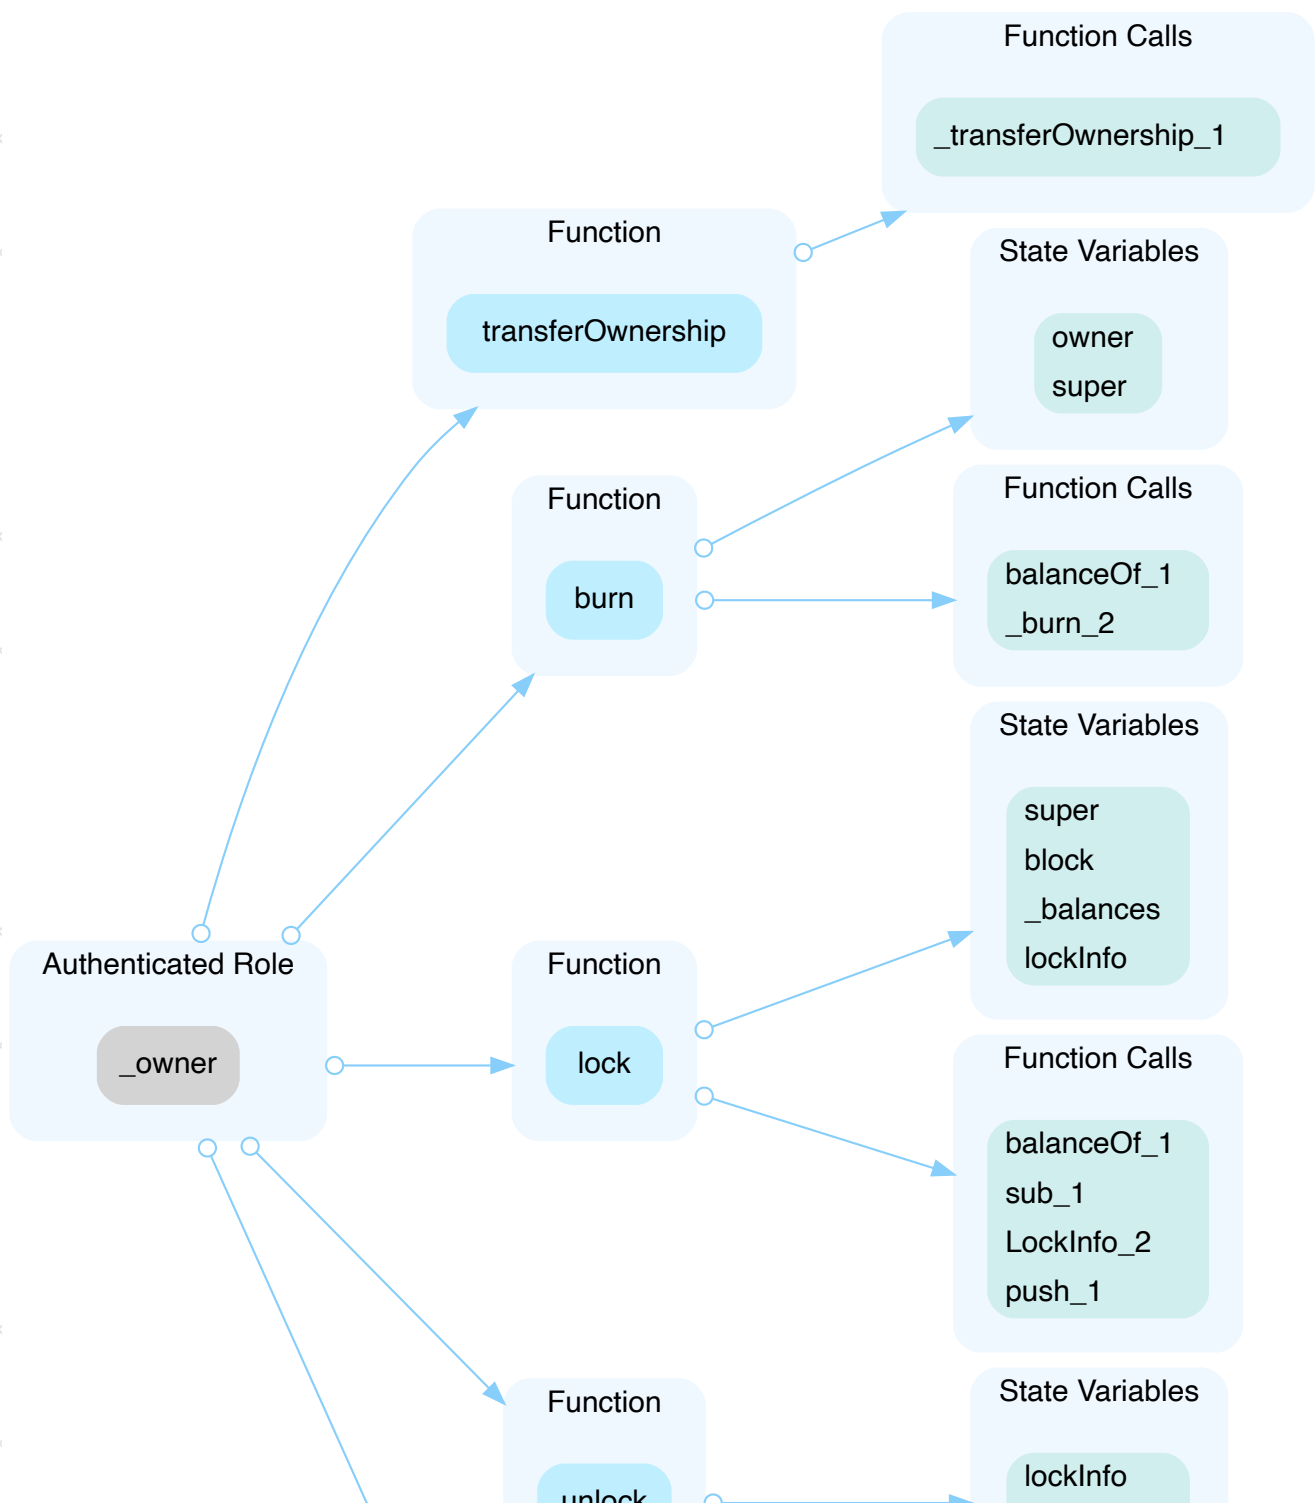 Function Calls
_transferOwnership_1
Function
transferOwnership
State Variables
owner
super
Function
burn
Function Calls
balanceOf_1
_burn_2
State Variables
super
block
_balances
lockInfo
Authenticated Role
_owner
Function
lock
Function Calls
balanceOf_1
sub_1
LockInfo_2
push_1
Function
unlock
State Variables
lockInfo